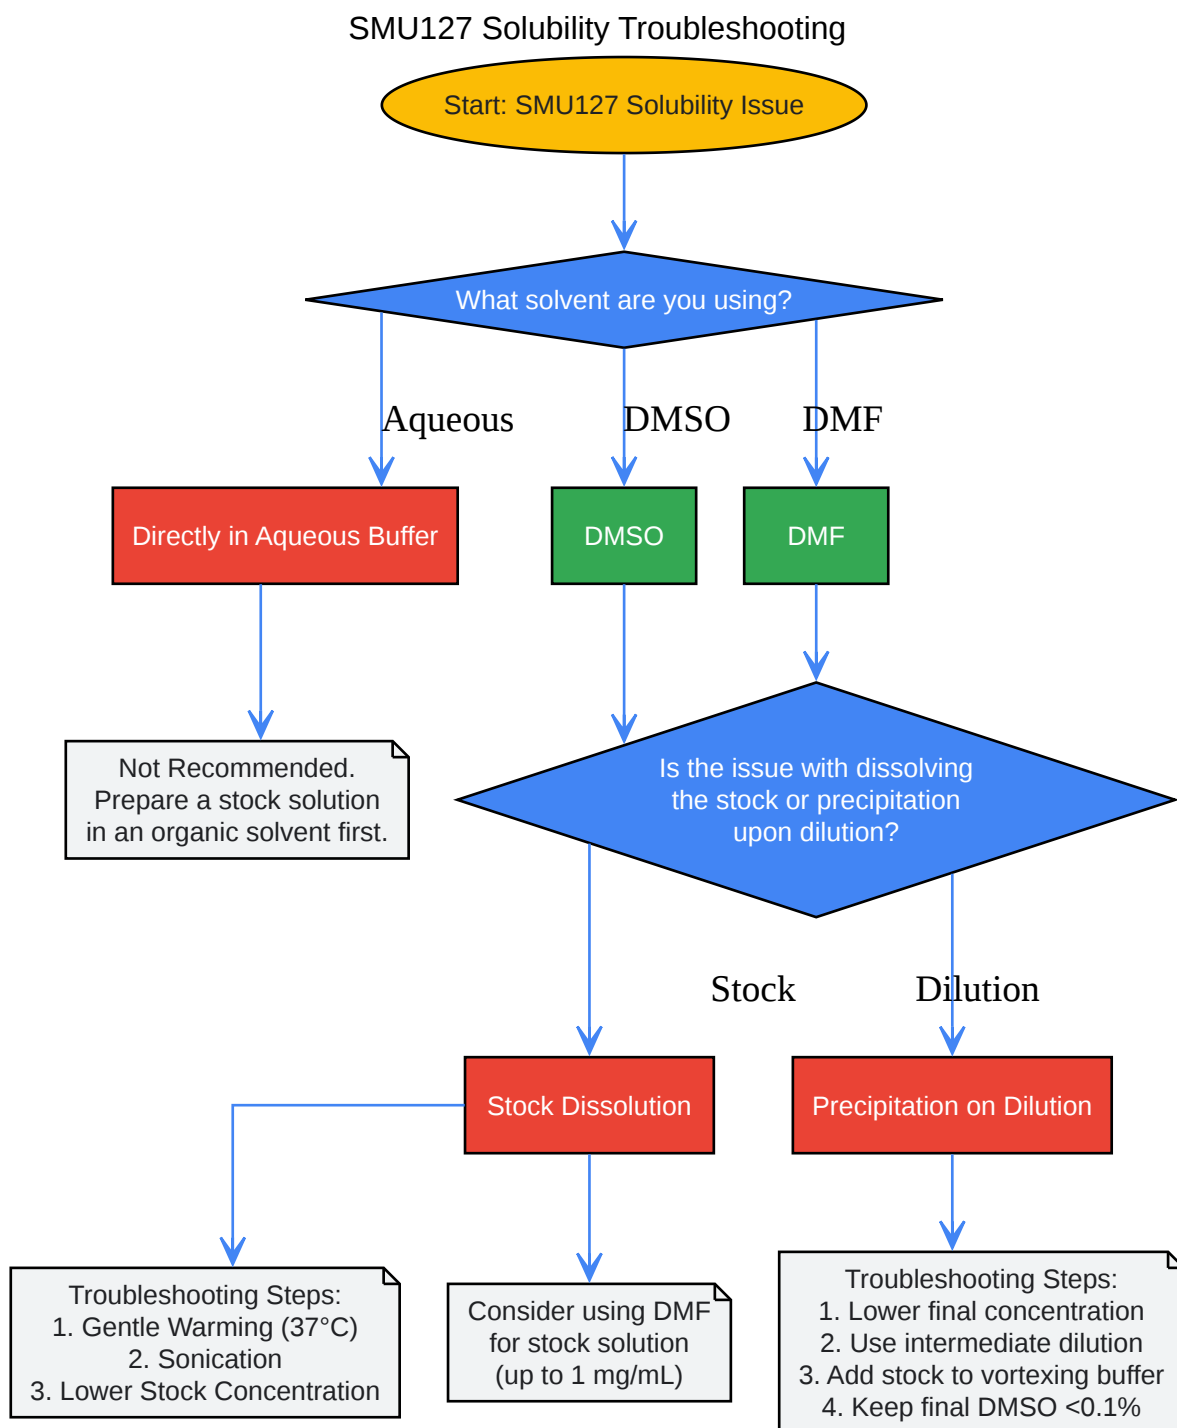 SMU127 Solubility Troubleshooting
Start: SMU127 Solubility Issue
What solvent are you using?
Aqueous
DMSO
DMF
Directly in Aqueous Buffer
DMSO
DMF
Not Recommended.
Prepare a stock solution
in an organic solvent first.
Is the issue with dissolving
the stock or precipitation
upon dilution?
Stock
Dilution
Stock Dissolution
Precipitation on Dilution
Troubleshooting Steps:
1. Gentle Warming (37°C)
2. Sonication
3. Lower Stock Concentration
Consider using DMF
for stock solution
(up to 1 mg/mL)
Troubleshooting Steps:
1. Lower final concentration
2. Use intermediate dilution
3. Add stock to vortexing buffer
4. Keep final DMSO <0.1%